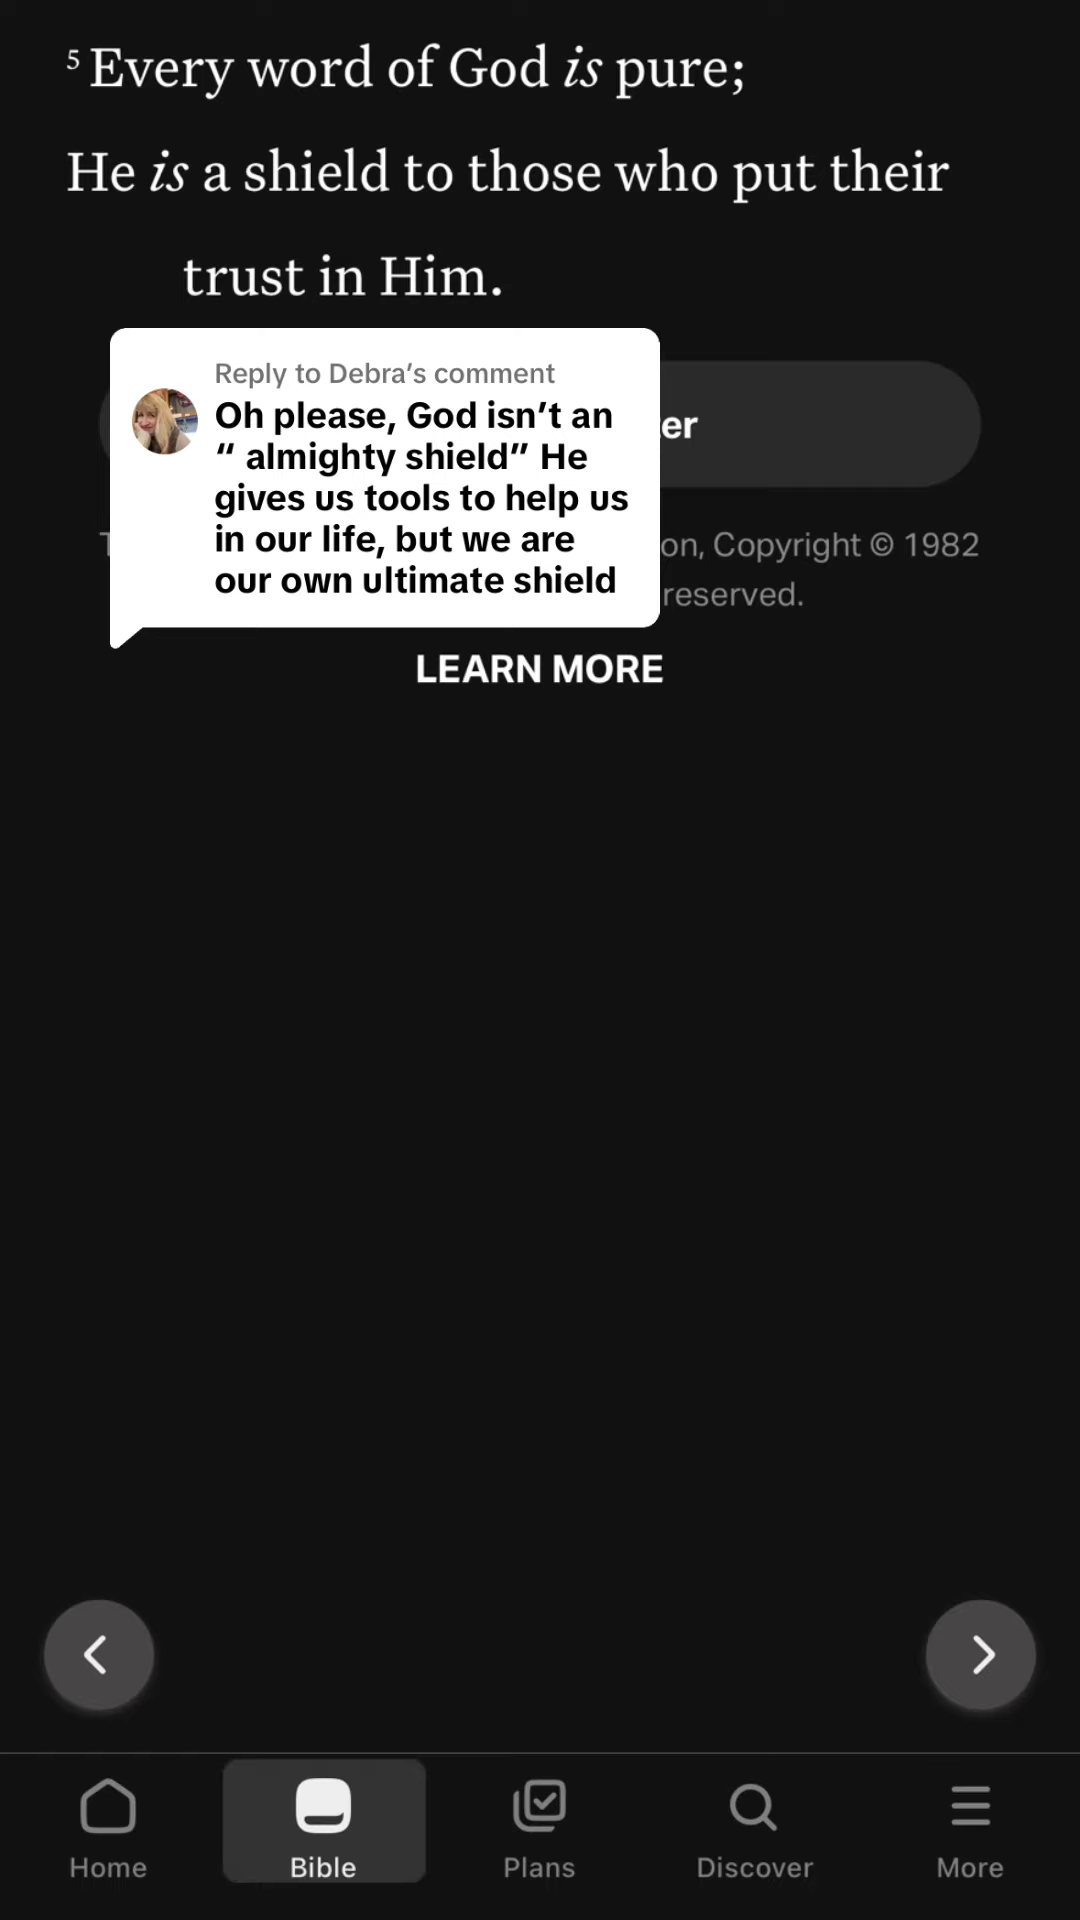 5 Every word of God is pure;
He is a shield to those who put their
trust in Him.
Reply to Debra’s comment
Oh please, God isn’t an
“ almighty shield” He
gives us tools to help us
in our life, but we are
our own ultimate shield
on, Copyright © 1982
reserved.
LEARN MORE
Home
Bible
Plans
Discover
More